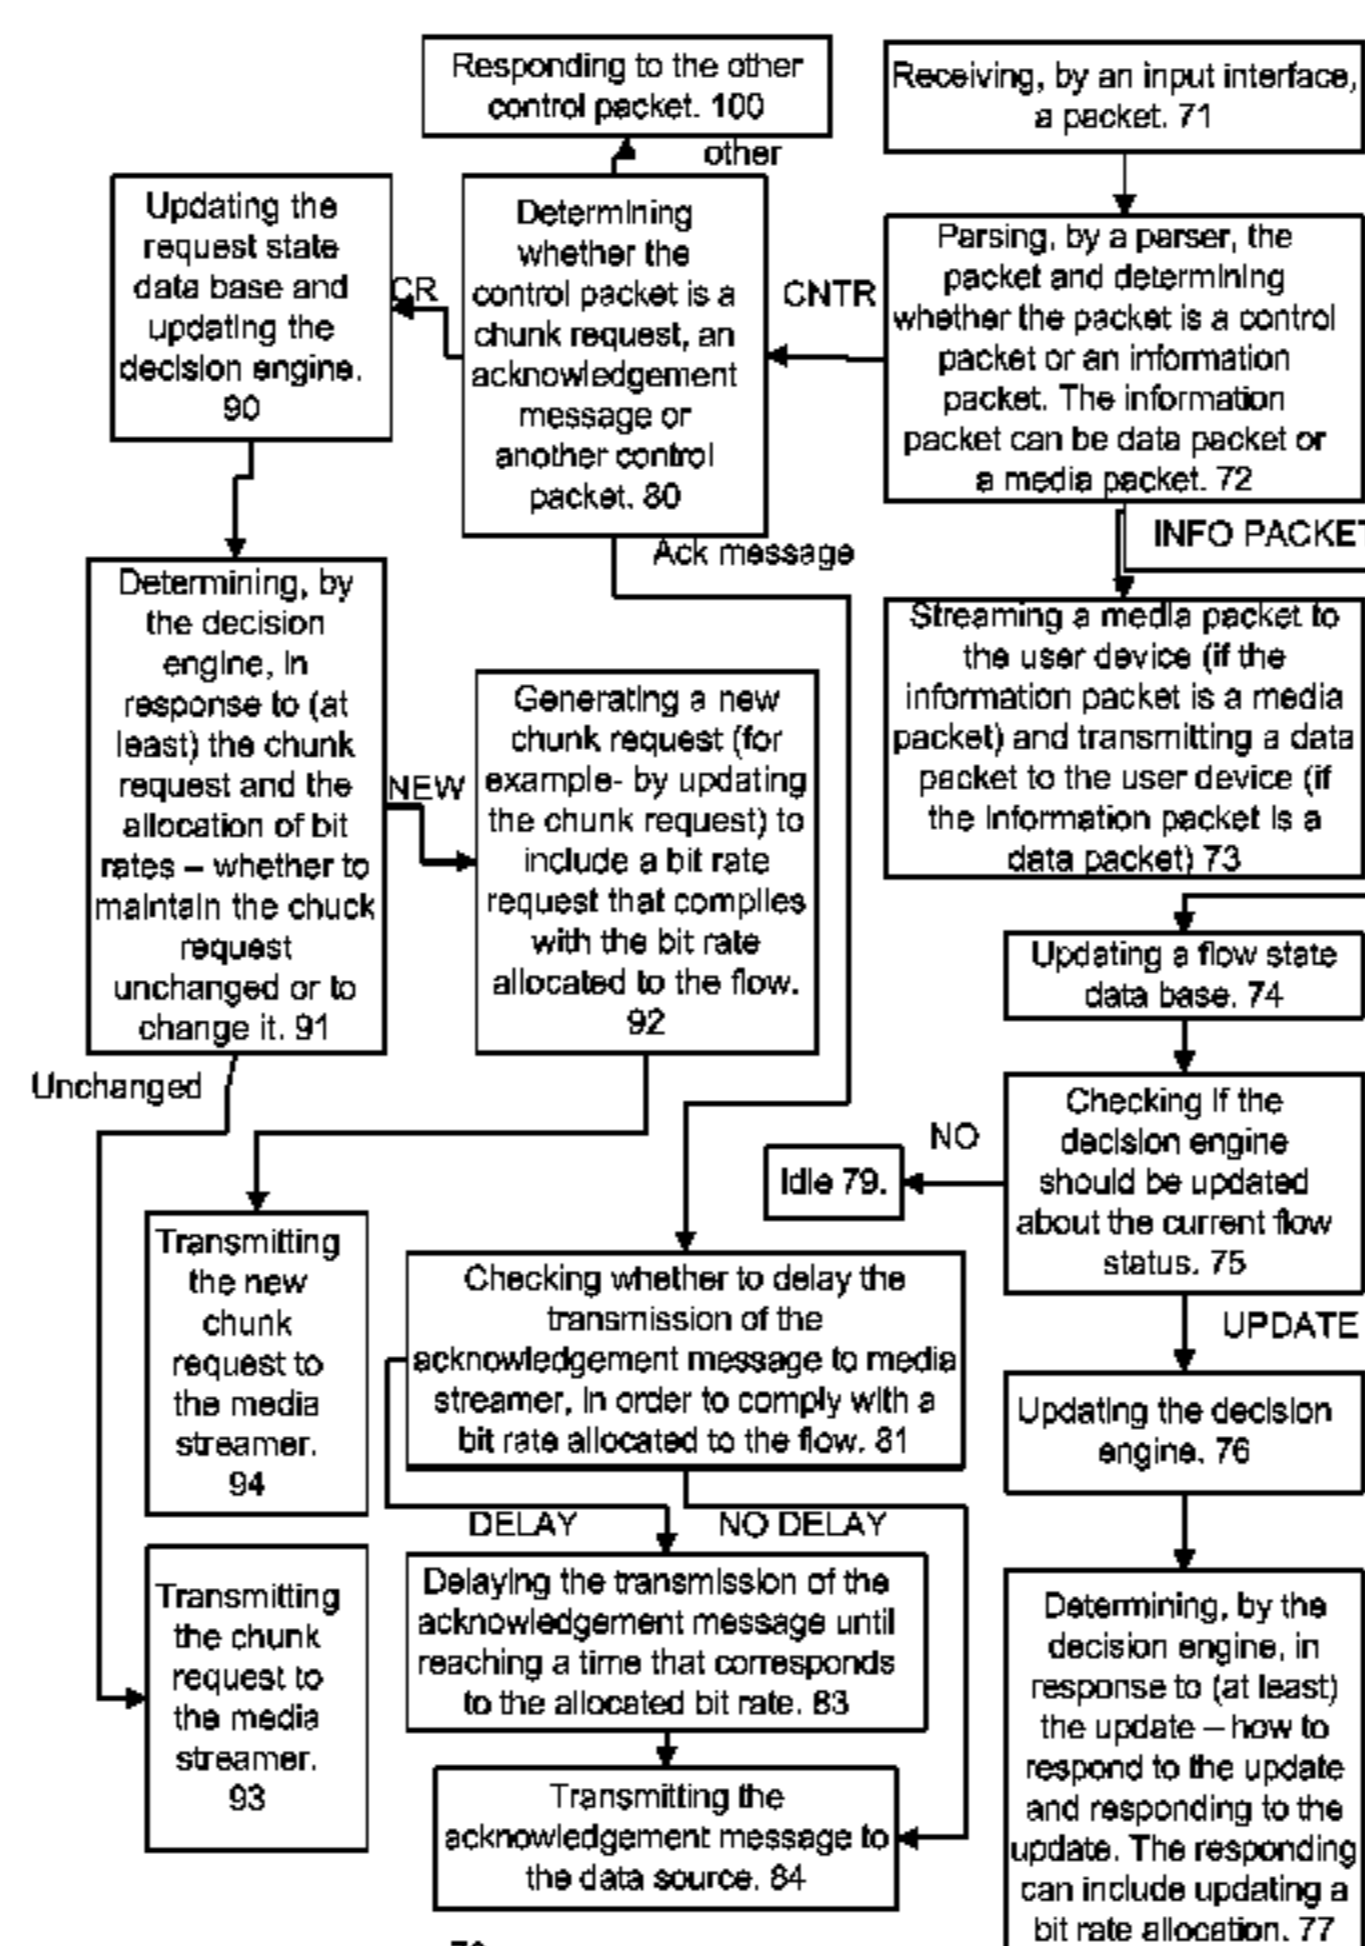 Responding to the other
control packet. 100
Receiving, by an input interface,
a packet. 71
other
Updating the
request state
data base and
updating the
decision engine.
90
CR
Determining
whether the
control packet is a
chunk request, an
acknowledgement
message or
another control
packet. 80
CNTR
Parsing, by a parser, the
packet and determining
whether the packet is a control
packet or an information
packet. The information
packet can be data packet or
a media packet. 72
INFO PACKET
Ack message
Determining, by
the decision
engine, in
response to (at
least) the chunk
request and the
allocation of bit
rates – whether to
maintain the chuck
request
unchanged or to
change it. 91
NEW
Generating a new
chunk request (for
example- by updating
the chunk request) to
include a bit rate
request that complies
with the bit rate
allocated to the flow.
92
Streaming a media packet to
the user device (if the
information packet is a media
packet) and transmitting a data
packet to the user device (if
the information packet is a
data packet) 73
Updating a flow state
data base. 74
Unchanged
Checking if the
decision engine
should be updated
about the current flow
status. 75
NO
Idle 79.
UPDATE
Transmitting
the new
chunk
request to
the media
streamer.
94
Checking whether to delay the
transmission of the
acknowledgement message to media
streamer, in order to comply with a
bit rate allocated to the flow. 81
Updating the decision
engine. 76
DELAY
NO DELAY
Transmitting
the chunk
request to
the media
streamer.
93
Delaying the transmission of the
acknowledgement message until
reaching a time that corresponds
to the allocated bit rate. 83
Transmitting the
acknowledgement message to
the data source. 84
Determining, by the
decision engine, in
response to (at least)
the update – how to
respond to the update
and responding to the
update. The responding
can include updating a
bit rate allocation. 77